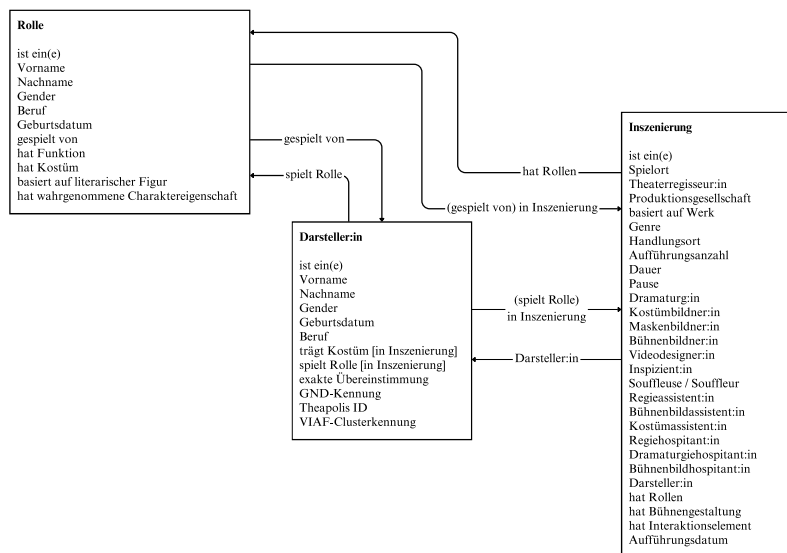 Rolle
ist ein(e)
Vorname
Nachname
Gender
Beruf
Geburtsdatum
gespielt von
hat Funktion
hat Kostüm
basiert auf literarischer Figur
hat wahrgenommene Charaktereigenschaft
gespielt von
spielt Rolle
hat Rollen
(gespielt von) in Inszenierung
Darsteller:in
ist ein(e)
Vorname
Nachname
Gender
Geburtsdatum
Beruf
trägt Kostüm [in Inszenierung]
spielt Rolle [in Inszenierung]
exakte Übereinstimmung
GND-Kennung
Theapolis ID
VIAF-Clusterkennung
(spielt Rolle)
in Inszenierung
Darsteller:in
Inszenierung
ist ein(e)
Spielort
Theaterregisseur:in
Produktionsgesellschaft
basiert auf Werk
Genre
Handlungsort
Aufführungsanzahl
Dauer
Pause
Dramaturg:in
Kostümbildner:in
Maskenbildner:in
Bühnenbildner:in
Videodesigner:in
Inspizient:in
Souffleuse / Souffleur
Regieassistent:in
Bühnenbildassistent:in
Kostümassistent:in
Regiehospitant:in
Dramaturgiehospitant:in
Bühnenbildhospitant:in
Darsteller:in
hat Rollen
hat Bühnengestaltung
hat Interaktionselement
Aufführungsdatum